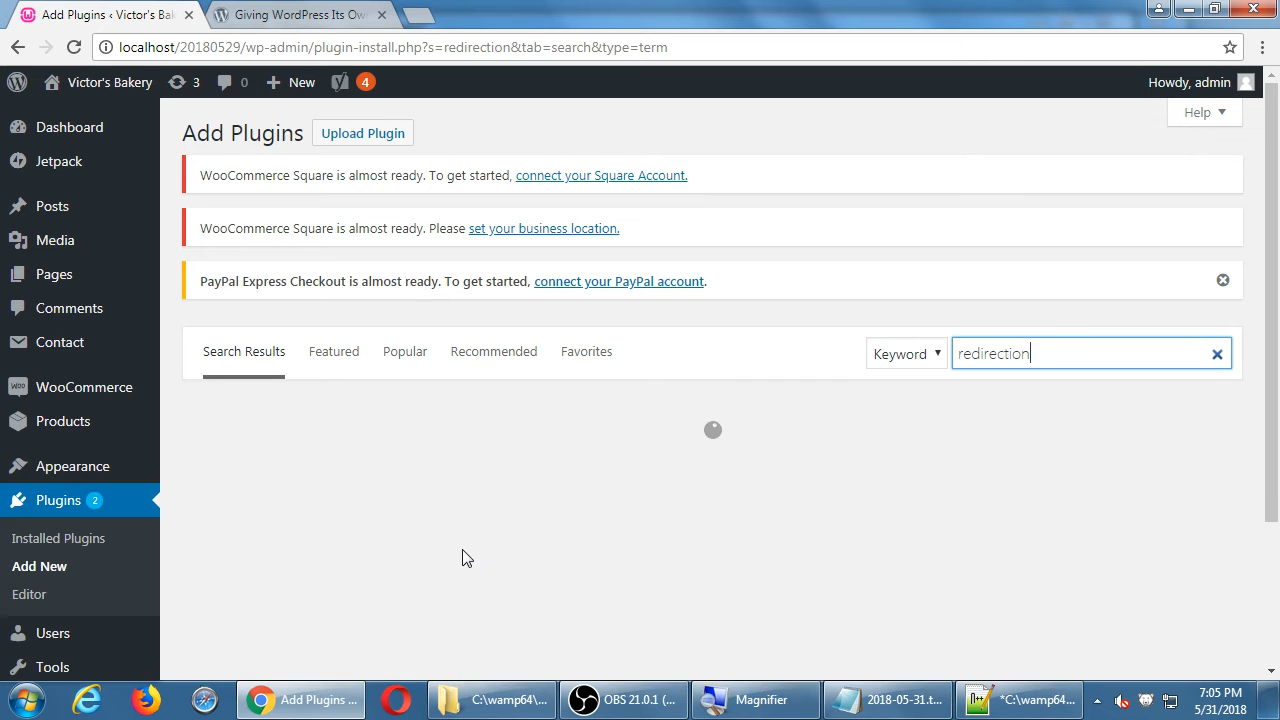 Add Plugins ‹ Victor's Bak
Giving WordPress Its Ow
localhost/20180529/wp-admin/plugin-install.php?s=redirection&tab=search&type=term
Victor's Bakery
3
0
New
4
Howdy, admin
Dashboard
Jetpack
Posts
Media
Pages
Comments
Contact
Woo
WooCommerce
Products
Appearance
Plugins 2
Installed Plugins
Add New
Editor
Users
Tools
Help
Add Plugins
Upload Plugin
WooCommerce Square is almost ready. To get started, connect your Square Account.
WooCommerce Square is almost ready. Please set your business location.
PayPal Express Checkout is almost ready. To get started, connect your PayPal account.
Search Results
Featured
Popular
Recommended
Favorites
Keyword
redirection
Add Plugins ...
C:\wamp64\...
OBS 21.0.1 (...
Magnifier
2018-05-31.t...
*C:\wamp64...
7:05 PM
5/31/2018